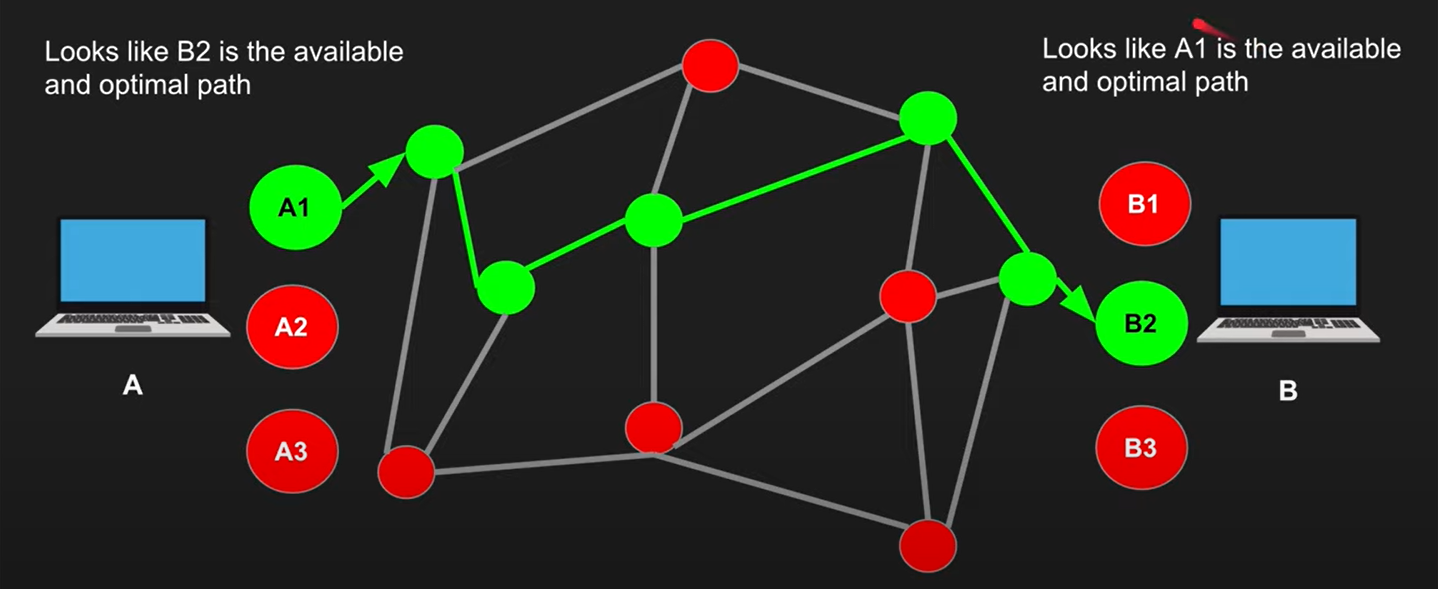 Looks like B2 is the available
and optimal path
Looks like A1 is the available
and optimal path
A1
A2
A3
A
B1
B2
B3
B